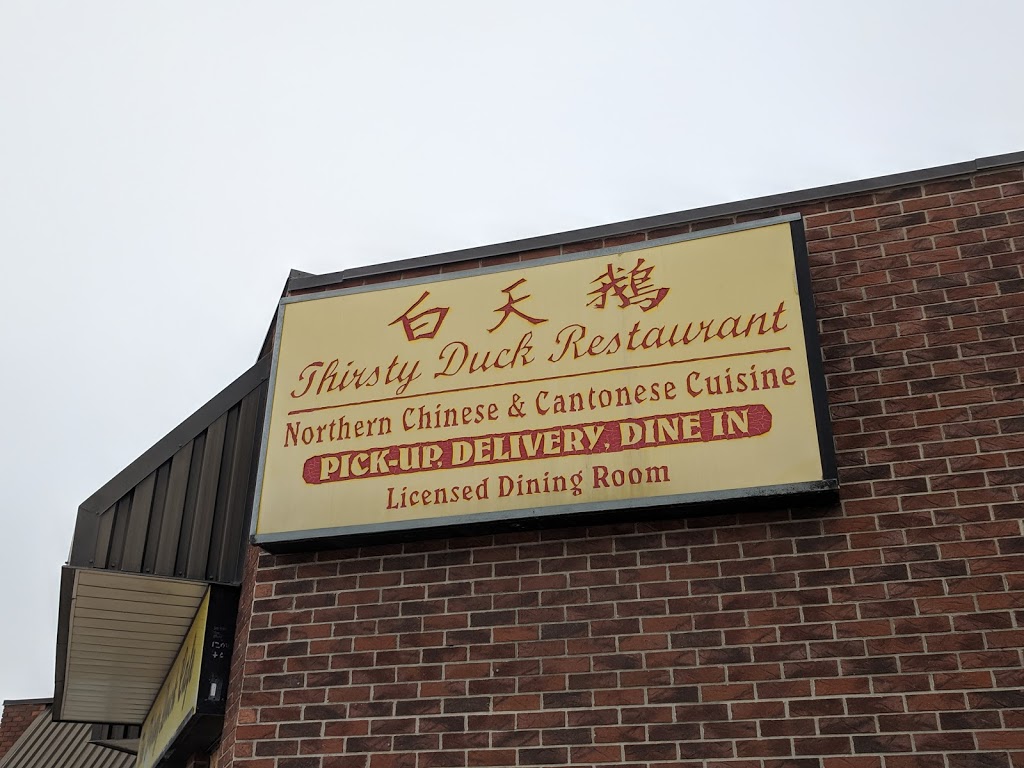 白天鵝
Thirsty Duck Restaurant
Northern Chinese & Cantonese Cuisine
PICK-UP, DELIVERY, DINE IN
Licensed Dining Room